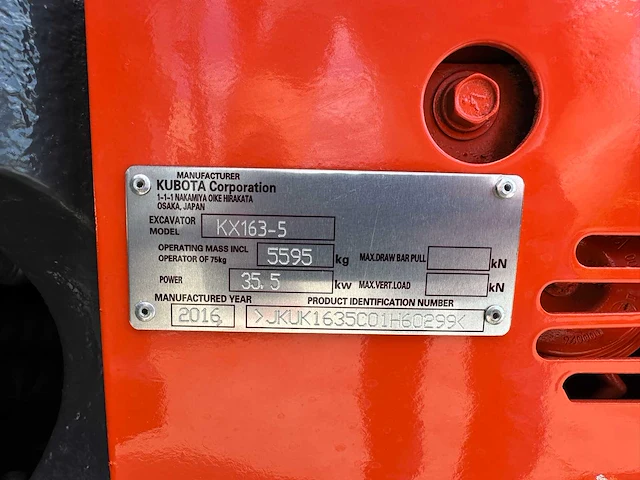 MANUFACTURER
KUBOTA Corporation
1-1-1 NAKAMIYA OIKE HIRAKATA
OSAKA, JAPAN
EXCAVATOR MODEL KX163-5
OPERATING MASS INCL OPERATOR OF 75kg 5595 kg MAX.DRAW BAR PULL kN
POWER 35,5 kw MAX.VERT.LOAD kN
MANUFACTURED YEAR PRODUCT IDENTIFICATION NUMBER
2016 >JKUK1635C01H60299<